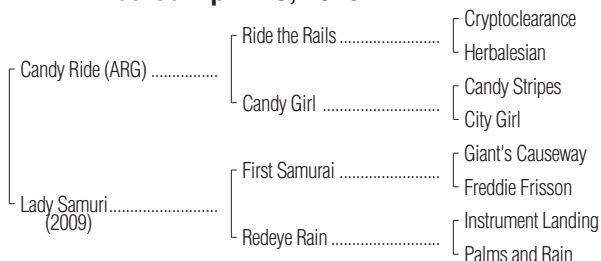 Cryptoclearance
Ride the Rails
Herbalesian
Candy Ride (ARG)
Candy Stripes
Candy Girl
City Girl
Giant's Causeway
First Samurai
Freddie Frisson
Lady Samuri
(2009)
Instrument Landing
Redeye Rain
Palms and Rain